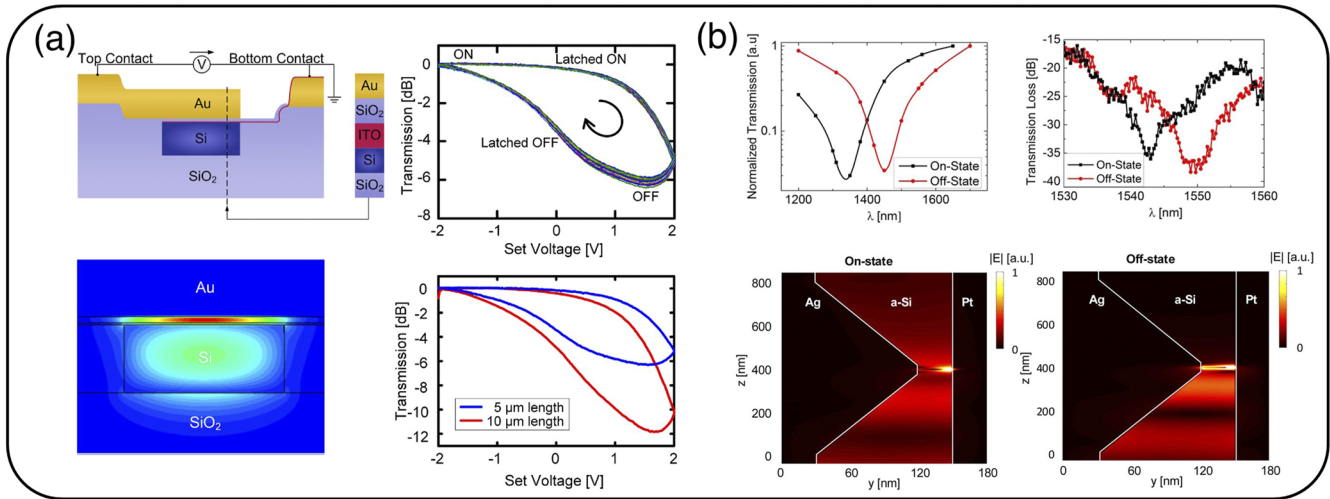 (a)
Top Contact
V
Bottom Contact
Au
Si
SiO2
Au
SiO2
ITO
Si
SiO2
Transmission [dB]
0
-2
-4
-6
-8
ON
Latched ON
Latched OFF
OFF
-2 -1 0 1 2
Set Voltage [V]
Au
Si
SiO2
Transmission [dB]
0
-2
-4
-6
-8
-10
-12
5 µm length
10 µm length
-2 -1 0 1 2
Set Voltage [V]
(b)
Normalized Transmission [a.u]
1
0.1
On-State
Off-State
1200 1300 1400 1500 1600
λ [nm]
Transmission Loss [dB]
-15
-20
-25
-30
-35
-40
On-State
Off-State
1530 1540 1550 1560
λ [nm]
On-state
|E| [a.u.]
1
0
z [nm]
800
600
400
200
0
Ag
a-Si
Pt
0 60 120 180
y [nm]
Off-state
|E| [a.u.]
1
0
z [nm]
800
600
400
200
0
Ag
a-Si
Pt
0 60 120 180
y [nm]